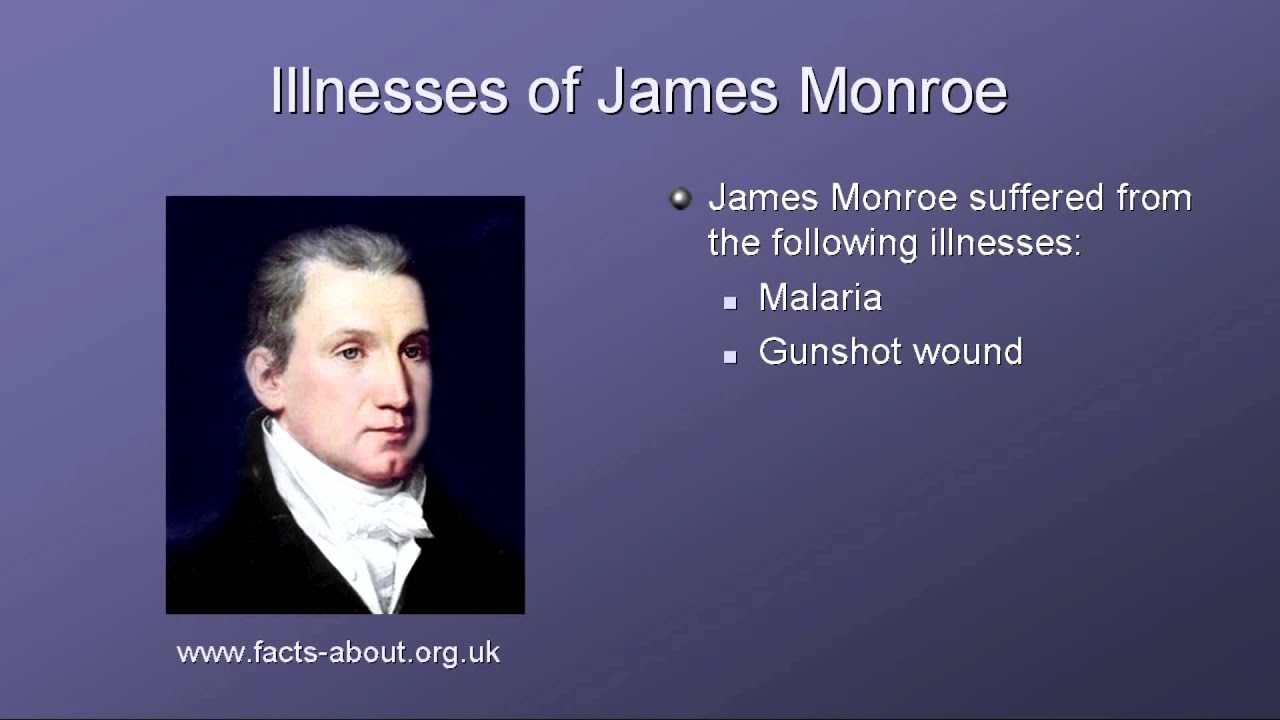 Illnesses of James Monroe
James Monroe suffered from
the following illnesses:
Malaria
Gunshot wound
www.facts-about.org.uk